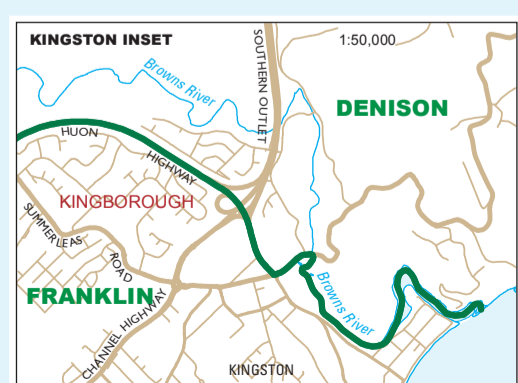 KINGSTON INSET
1:50,000
SOUTHERN OUTLET
Browns River
DENISON
HUON
HIGHWAY
KINGBOROUGH
SUMMERLEAS
ROAD
FRANKLIN
Browns River
CHANNEL HIGHWAY
KINGSTON